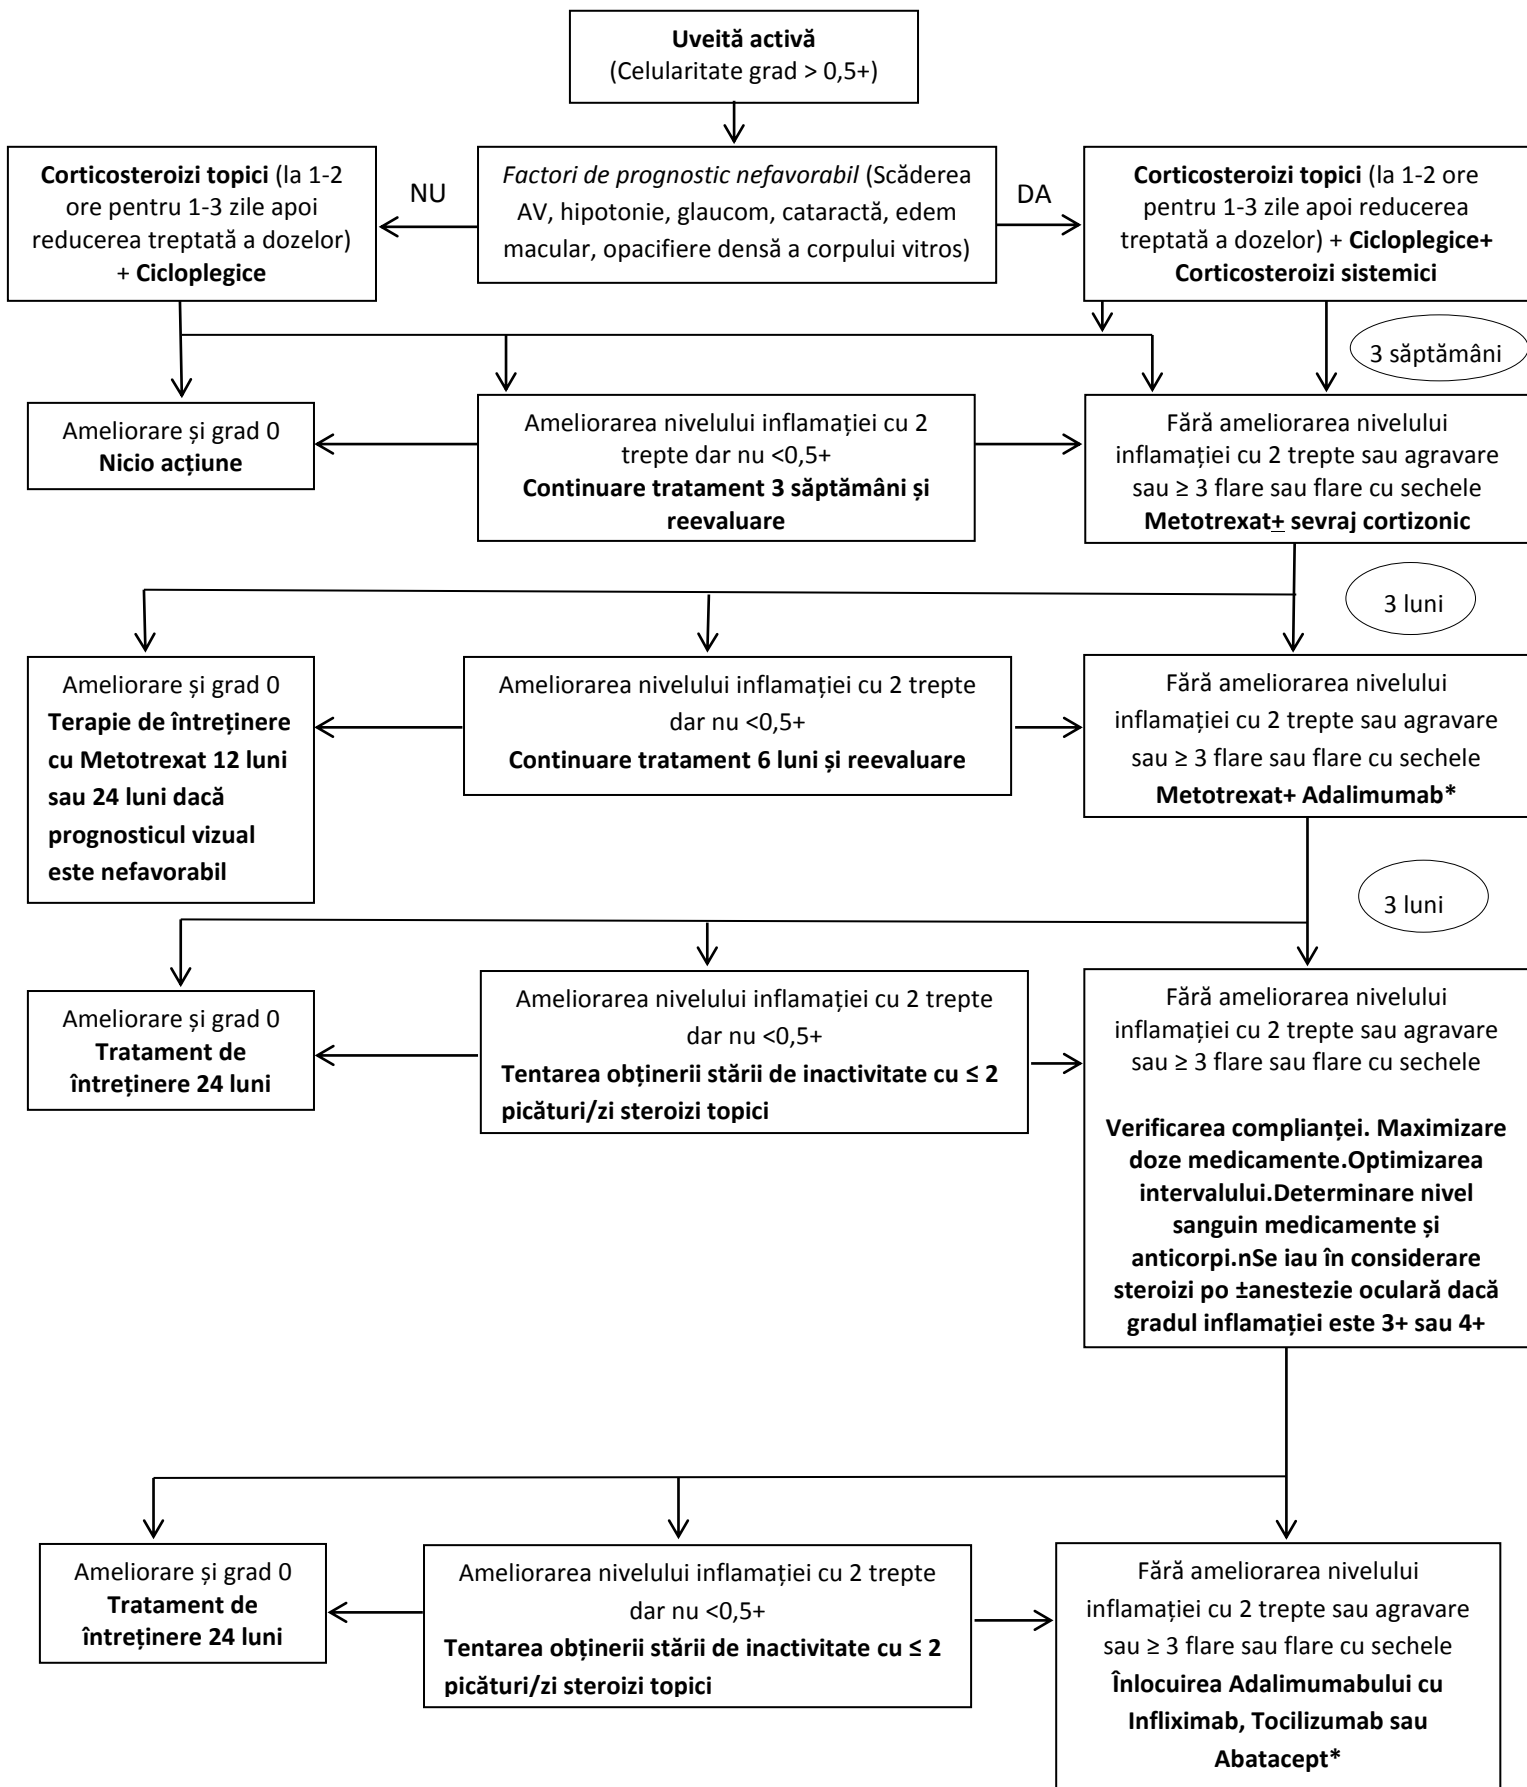 Uveită activă
(Celularitate grad > 0,5+)
Corticosteroizi topici (la 1-2
ore pentru 1-3 zile apoi
reducerea treptată a dozelor)
+ Cicloplegice
NU
Factori de prognostic nefavorabil (Scăderea
AV, hipotonie, glaucom, cataractă, edem
macular, opacifiere densă a corpului vitros)
DA
Corticosteroizi topici (la 1-2 ore
pentru 1-3 zile apoi reducerea
treptată a dozelor) + Cicloplegice+
Corticosteroizi sistemici
3 săptămâni
Ameliorare și grad 0
Nicio acțiune
Ameliorarea nivelului inflamației cu 2
trepte dar nu <0,5+
Continuare tratament 3 săptămâni și
reevaluare
Fără ameliorarea nivelului
inflamației cu 2 trepte sau agravare
sau ≥ 3 flare sau flare cu sechele
Metotrexat± sevraj cortizonic
3 luni
Ameliorare și grad 0
Terapie de întreținere
cu Metotrexat 12 luni
sau 24 luni dacă
prognosticul vizual
este nefavorabil
Ameliorarea nivelului inflamației cu 2 trepte
dar nu <0,5+
Continuare tratament 6 luni și reevaluare
Fără ameliorarea nivelului
inflamației cu 2 trepte sau agravare
sau ≥ 3 flare sau flare cu sechele
Metotrexat+ Adalimumab*
3 luni
Ameliorare și grad 0
Tratament de
întreținere 24 luni
Ameliorarea nivelului inflamației cu 2 trepte
dar nu <0,5+
Tentarea obținerii stării de inactivitate cu ≤ 2
picături/zi steroizi topici
Fără ameliorarea nivelului
inflamației cu 2 trepte sau agravare
sau ≥ 3 flare sau flare cu sechele
Verificarea complianței. Maximizare
doze medicamente.Optimizarea
intervalului.Determinare nivel
sanguin medicamente și
anticorpi.nSe iau în considerare
steroizi po ±anestezie oculară dacă
gradul inflamației este 3+ sau 4+
Ameliorare și grad 0
Tratament de
întreținere 24 luni
Ameliorarea nivelului inflamației cu 2 trepte
dar nu <0,5+
Tentarea obținerii stării de inactivitate cu ≤ 2
picături/zi steroizi topici
Fără ameliorarea nivelului
inflamației cu 2 trepte sau agravare
sau ≥ 3 flare sau flare cu sechele
Înlocuirea Adalimumabului cu
Infliximab, Tocilizumab sau
Abatacept*